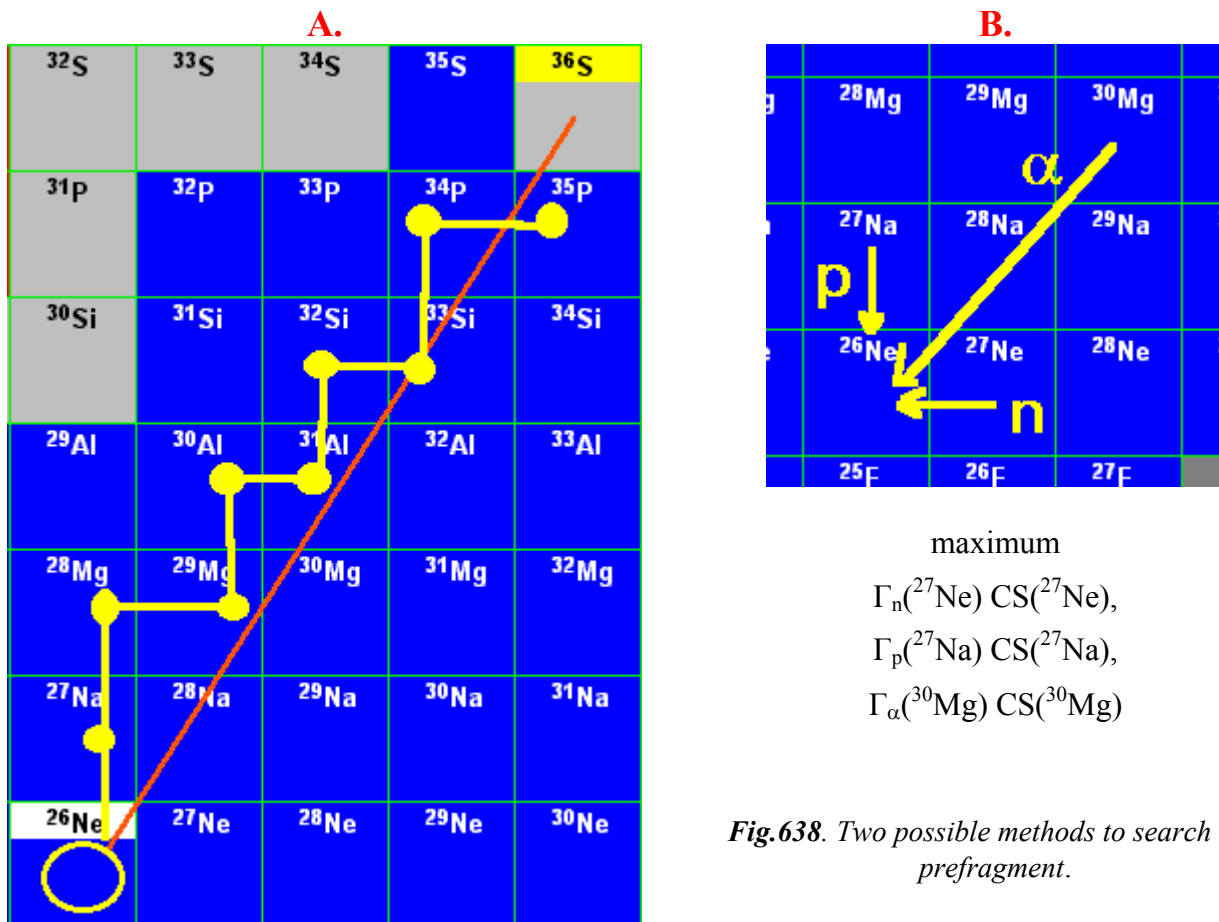 A.
³²S ³³S ³⁴S ³⁵S ³⁶S
³¹P ³²P ³³P ³⁴P ³⁵P
³⁰Si ³¹Si ³²Si ³³Si ³⁴Si
²⁹Al ³⁰Al ³¹Al ³²Al ³³Al
²⁸Mg ²⁹Mg ³⁰Mg ³¹Mg ³²Mg
²⁷Na ²⁸Na ²⁹Na ³⁰Na ³¹Na
²⁶Ne ²⁷Ne ²⁸Ne ²⁹Ne ³⁰Ne
B.
g ²⁸Mg ²⁹Mg ³⁰Mg
α
²⁷Na ²⁸Na ²⁹Na
p
²⁶Ne ²⁷Ne ²⁸Ne
n
²⁵F ²⁶F ²⁷F
maximum
Γₙ(²⁷Ne) CS(²⁷Ne),
Γₚ(²⁷Na) CS(²⁷Na),
Γα(³⁰Mg) CS(³⁰Mg)
Fig.638. Two possible methods to search
prefragment.